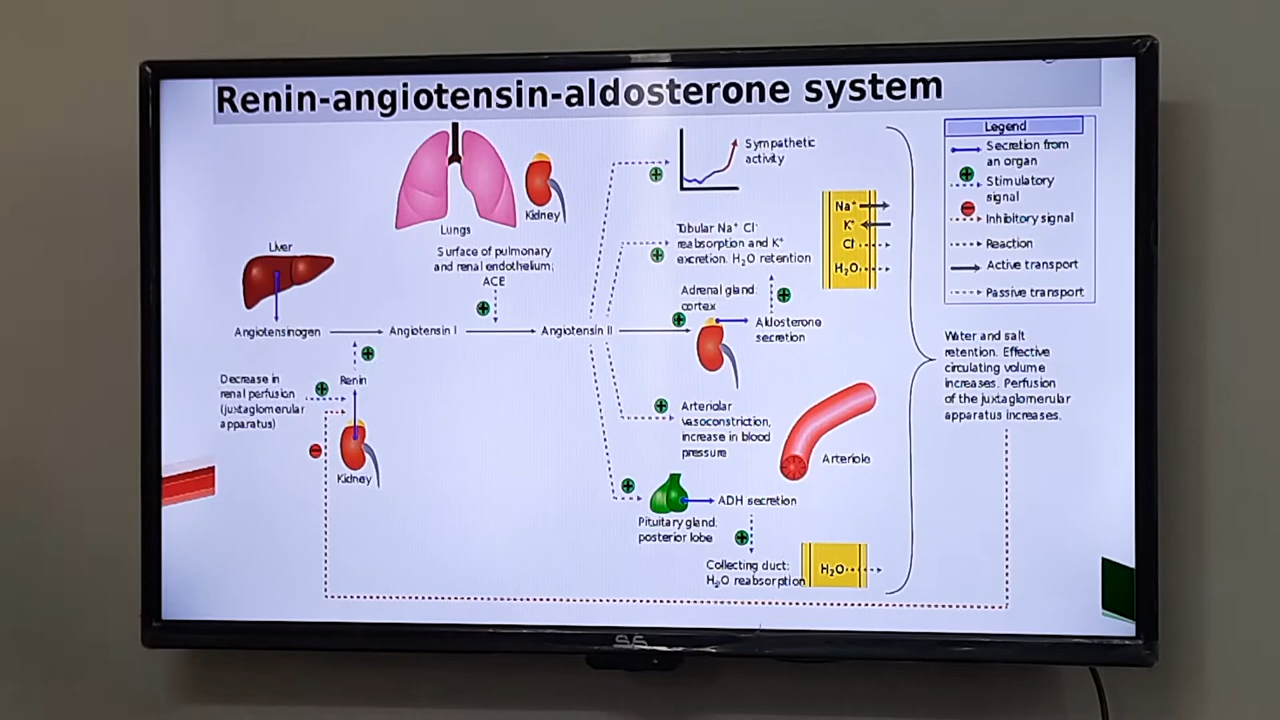 Renin-angiotensin-aldosterone system
Lungs
Kidney
Surface of pulmonary
and renal endothelium:
ACE
Liver
Angiotensinogen
Angiotensin I
Angiotensin II
Decrease in
renal perfusion
(juxtaglomerular
apparatus)
Renin
Kidney
Sympathetic
activity
Tubular Na⁺ Cl⁻
reabsorption and K⁺
excretion. H₂O retention
Na⁺
K⁺
Cl⁻
H₂O
Adrenal gland:
cortex
Aldosterone
secretion
Arteriolar
vasoconstriction,
increase in blood
pressure
Arteriole
Pituitary gland:
posterior lobe
ADH secretion
Collecting duct:
H₂O reabsorption
H₂O
Legend
Secretion from
an organ
Stimulatory
signal
Inhibitory signal
Reaction
Active transport
Passive transport
Water and salt
retention. Effective
circulating volume
increases. Perfusion
of the juxtaglomerular
apparatus increases.